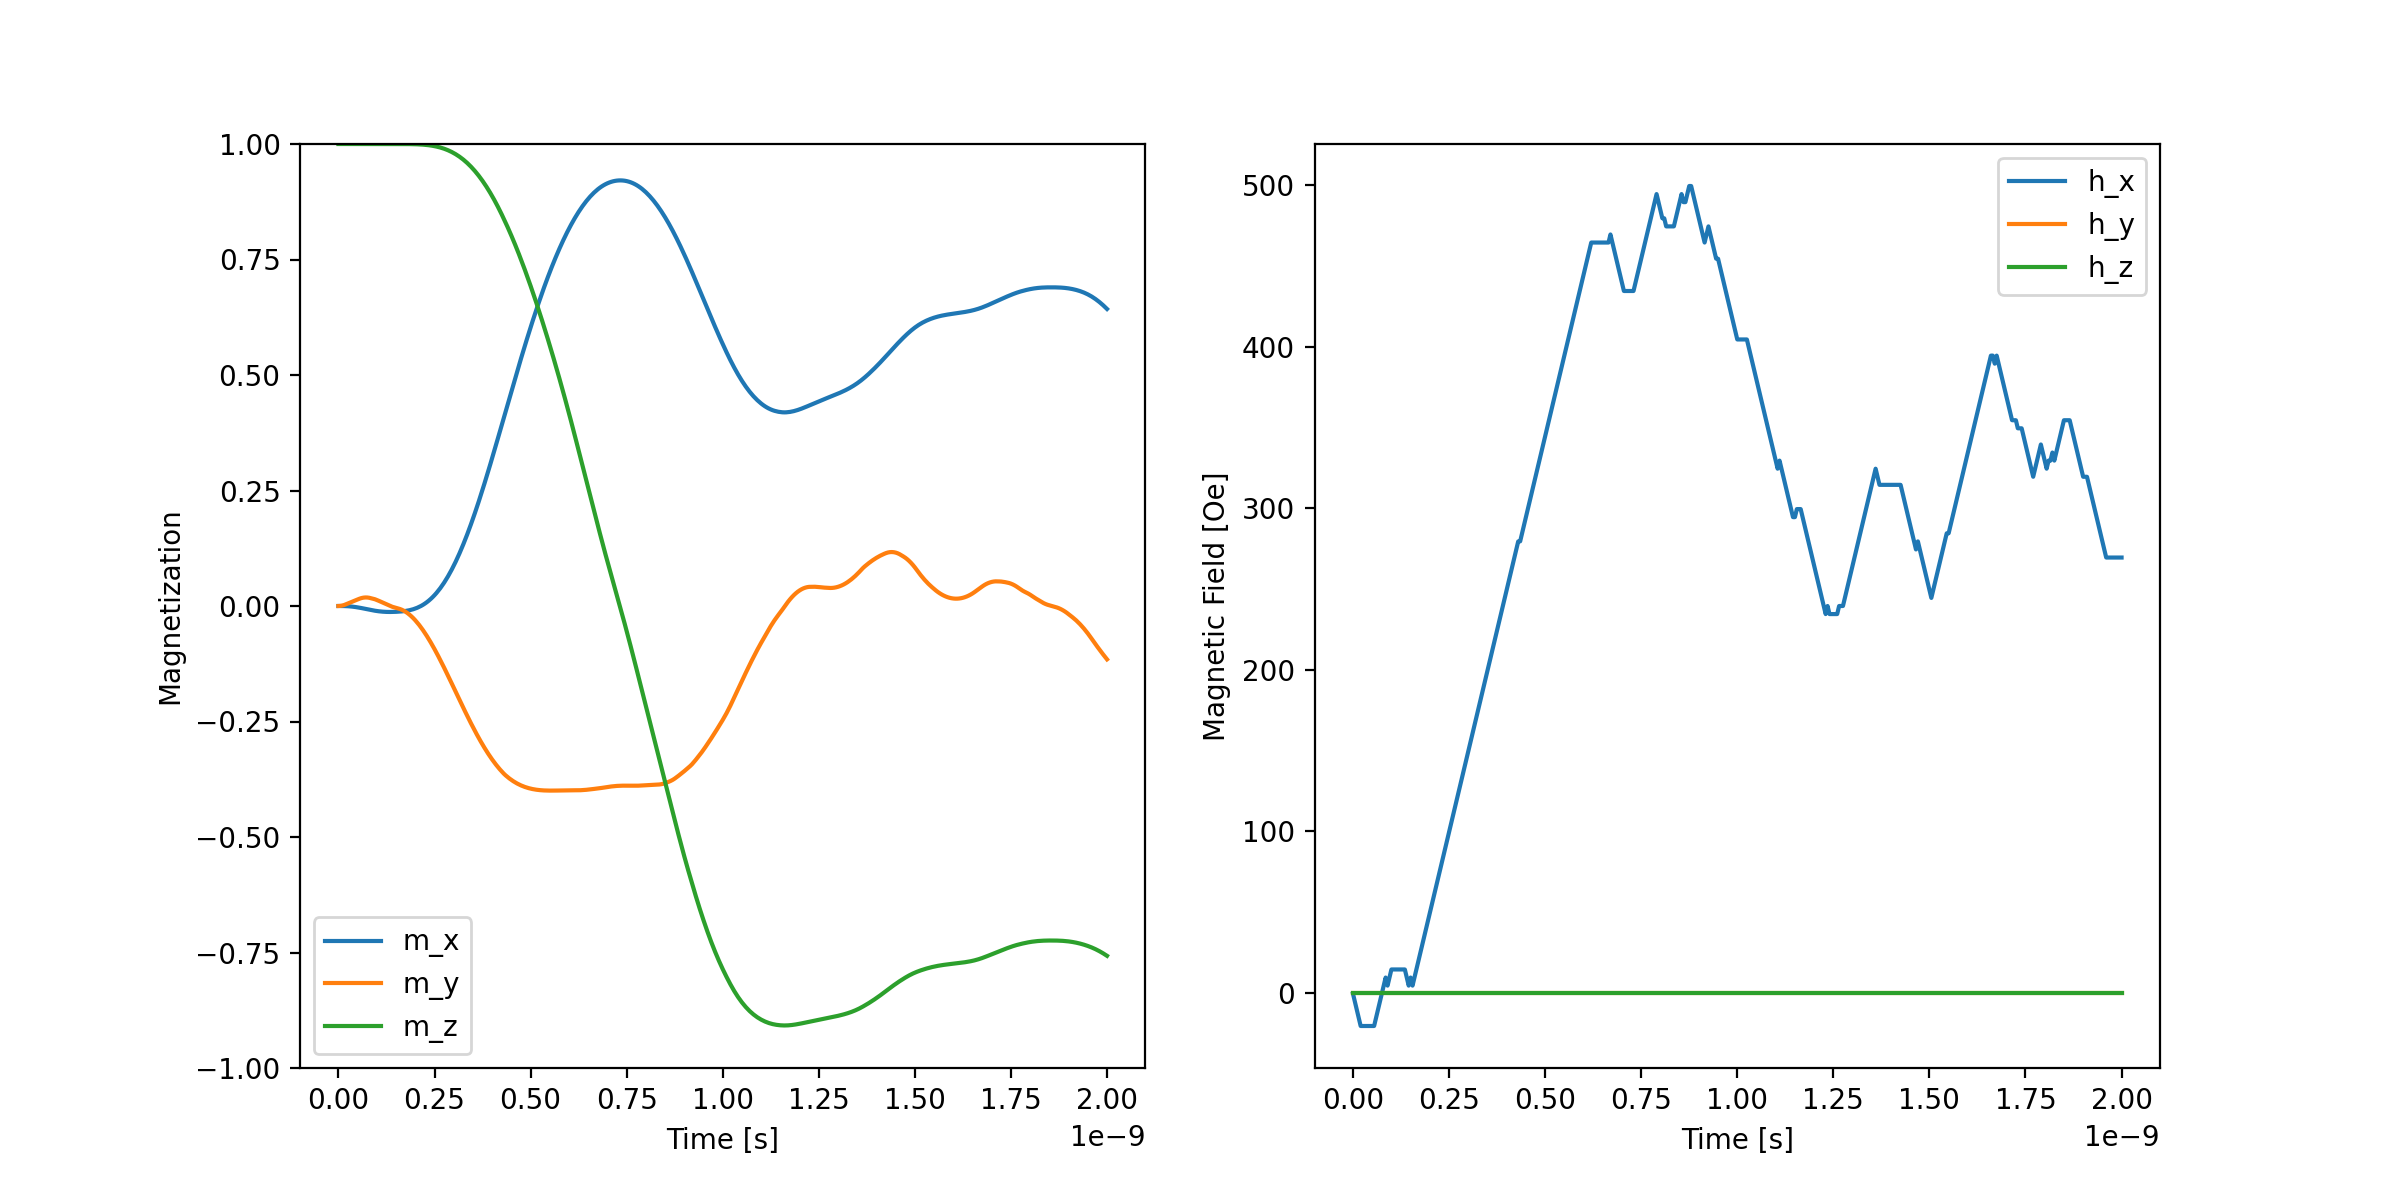 Magnetization
1.00
0.75
0.50
0.25
0.00
−0.25
−0.50
−0.75
−1.00
m_x
m_y
m_z
0.00 0.25 0.50 0.75 1.00 1.25 1.50 1.75 2.00
Time [s]
1e−9
Magnetic Field [Oe]
500
400
300
200
100
0
h_x
h_y
h_z
0.00 0.25 0.50 0.75 1.00 1.25 1.50 1.75 2.00
Time [s]
1e−9